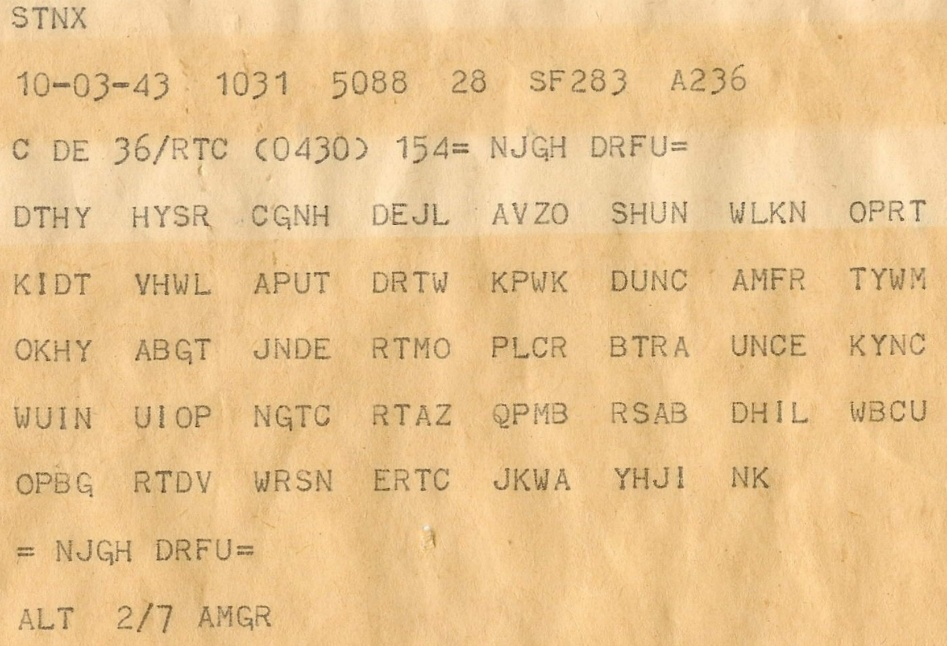 STNX
10-03-43 1031 5088 28 SF283 A236
C DE 36/RTC (0430) 154= NJGH DRFU=
DTHY HYSR CGNH DEJL AVZO SHUN WLKN OPRT
KIDT VHWL APUT DRTW KPWK DUNC AMFR TYWM
OKHY ABGT JNDE RTMO PLCR BTRA UNCE KYNC
WUIN UIOP NGTC RTAZ QPMB RSAB DHIL WBCU
OPBG RTDV WRSN ERTC JKWA YHJI NK
= NJGH DRFU=
ALT 2/7 AMGR